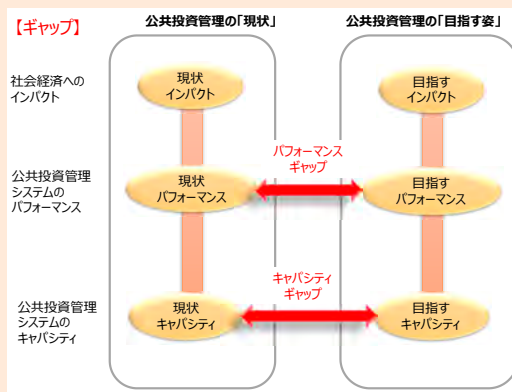 【ギャップ】
公共投資管理の「現状」
公共投資管理の「目指す姿」
社会経済への
インパクト
現状
インパクト
目指す
インパクト
パフォーマンス
ギャップ
公共投資管理
システムの
パフォーマンス
現状
パフォーマンス
目指す
パフォーマンス
キャパシティ
ギャップ
公共投資管理
システムの
キャパシティ
現状
キャパシティ
目指す
キャパシティ